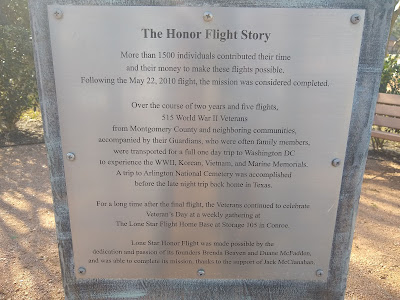 The Honor Flight Story
More than 1500 individuals contributed their time
and their money to make these flights possible.
Following the May 22, 2010 flight, the mission was considered completed.
Over the course of two years and five flights,
515 World War II Veterans
from Montgomery County and neighboring communities,
accompanied by their Guardians, who were often family members,
were transported for a full one day trip to Washington DC
to experience the WWII, Korean, Vietnam, and Marine Memorials.
A trip to Arlington National Cemetery was accomplished
before the late-night trip back home in Texas.
For a long time after the final flight, the Veterans continued to celebrate
Veteran's Day at a weekly gathering at
The Lone Star Flight Home Base at Storage 105 in Conroe.
Lone Star Honor Flight was made possible by the
dedication and passion of its founders Brenda Beaven and Duane McFadden,
and was able to complete its mission, thanks to the support of Jack McClanahan.